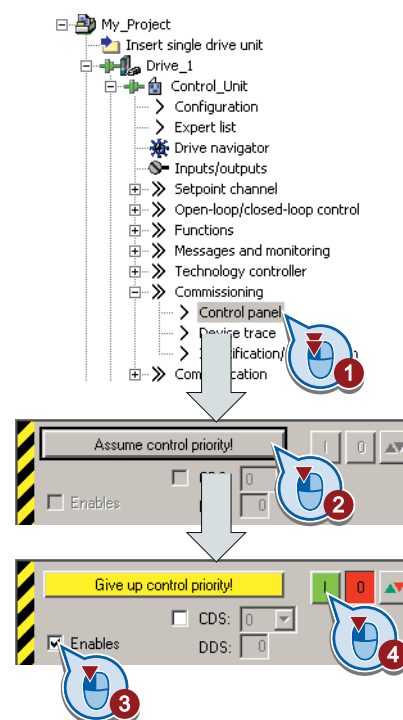 My_Project
Insert single drive unit
Drive_1
Control_Unit
Configuration
Expert list
Drive navigator
Inputs/outputs
Setpoint channel
Open-loop/closed-loop control
Functions
Messages and monitoring
Technology controller
Commissioning
Control panel
Device trace
1
Assume control priority!
I 0
0
Enables
0
2
Give up control priority!
I 0
CDS: 0
Enables
DDS: 0
3
4